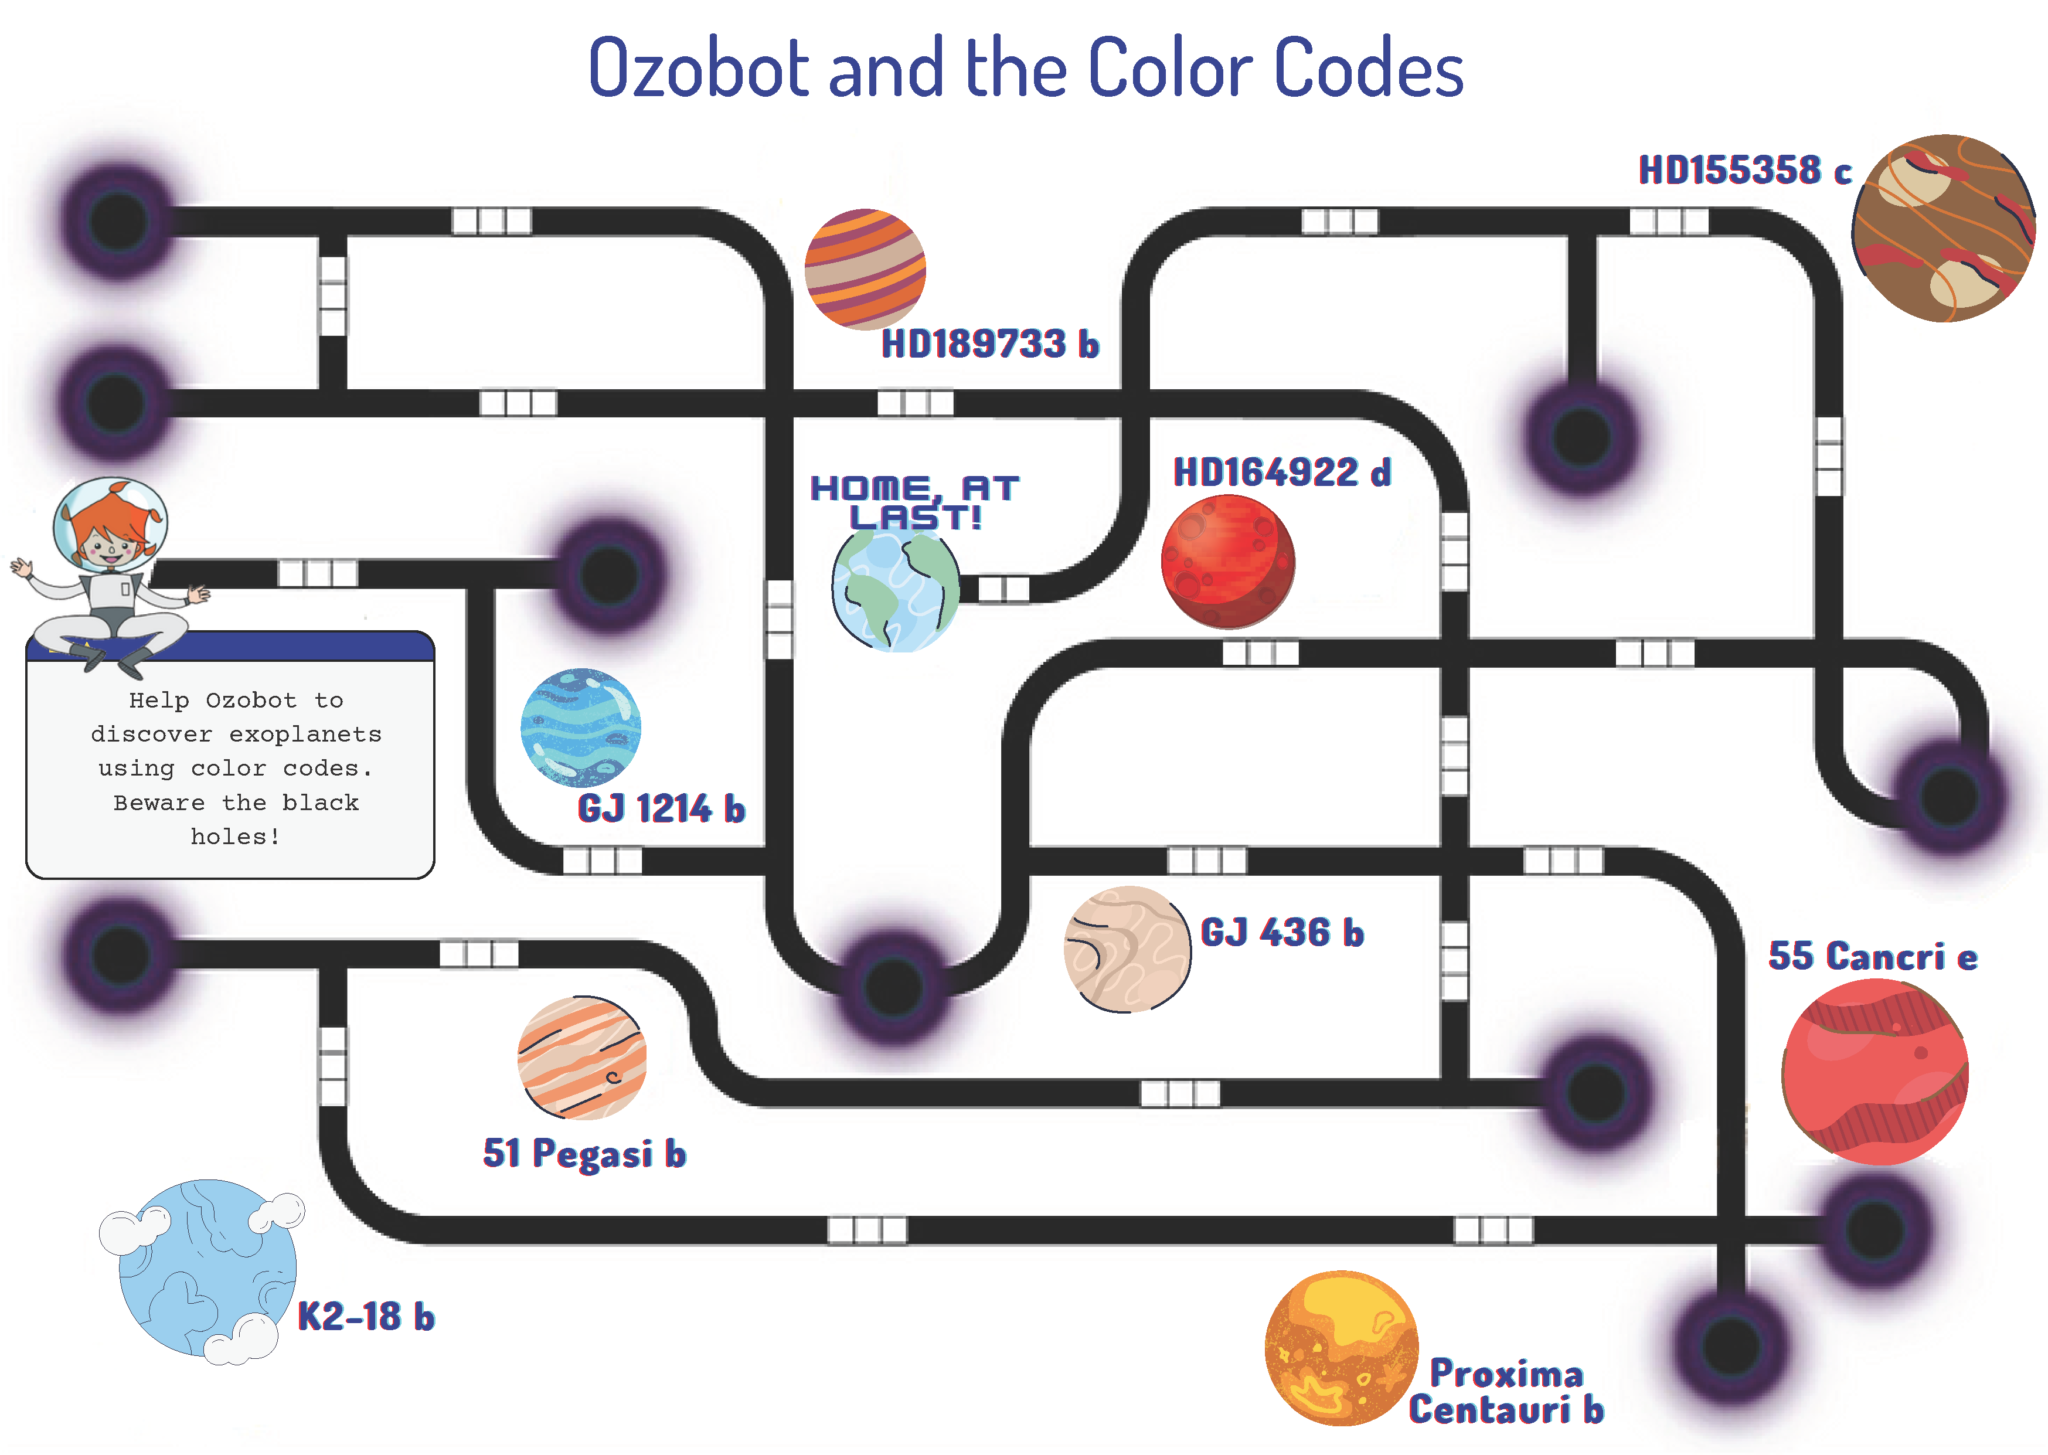 Ozobot and the Color Codes
HD155358 c
HD189733 b
HD164922 d
HOME, AT
LAST!
Help Ozobot to
discover exoplanets
using color codes.
Beware the black
holes!
GJ 1214 b
GJ 436 b
55 Cancri e
51 Pegasi b
K2-18 b
Proxima
Centauri b